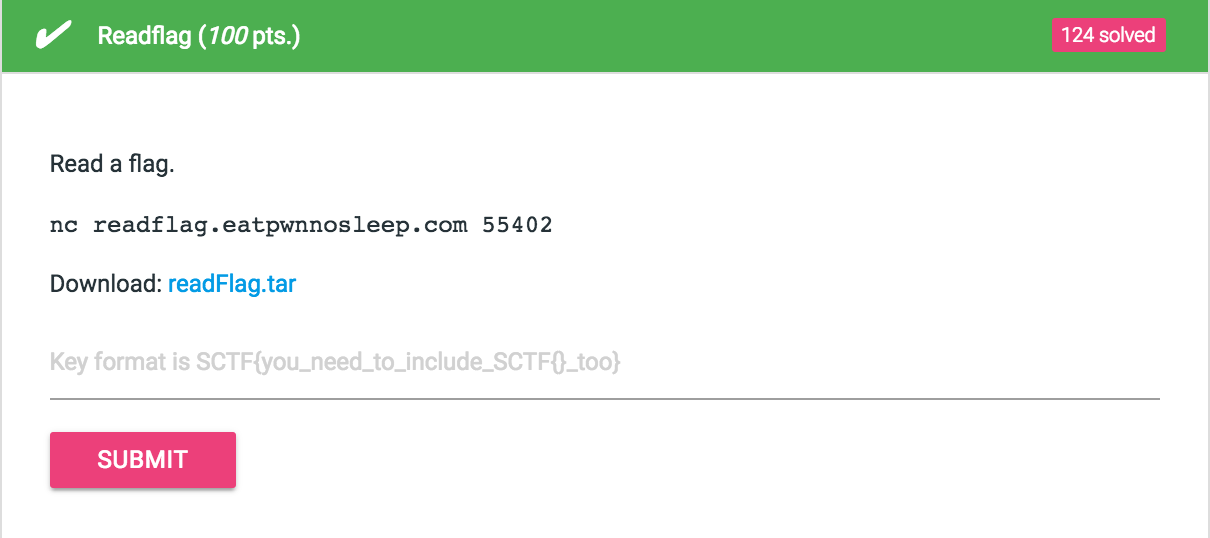 Readflag (100 pts.)
124 solved
Read a flag.
nc readflag.eatpwnnosleep.com 55402
Download: readFlag.tar
Key format is SCTF{you_need_to_include_SCTF{}_too}
SUBMIT